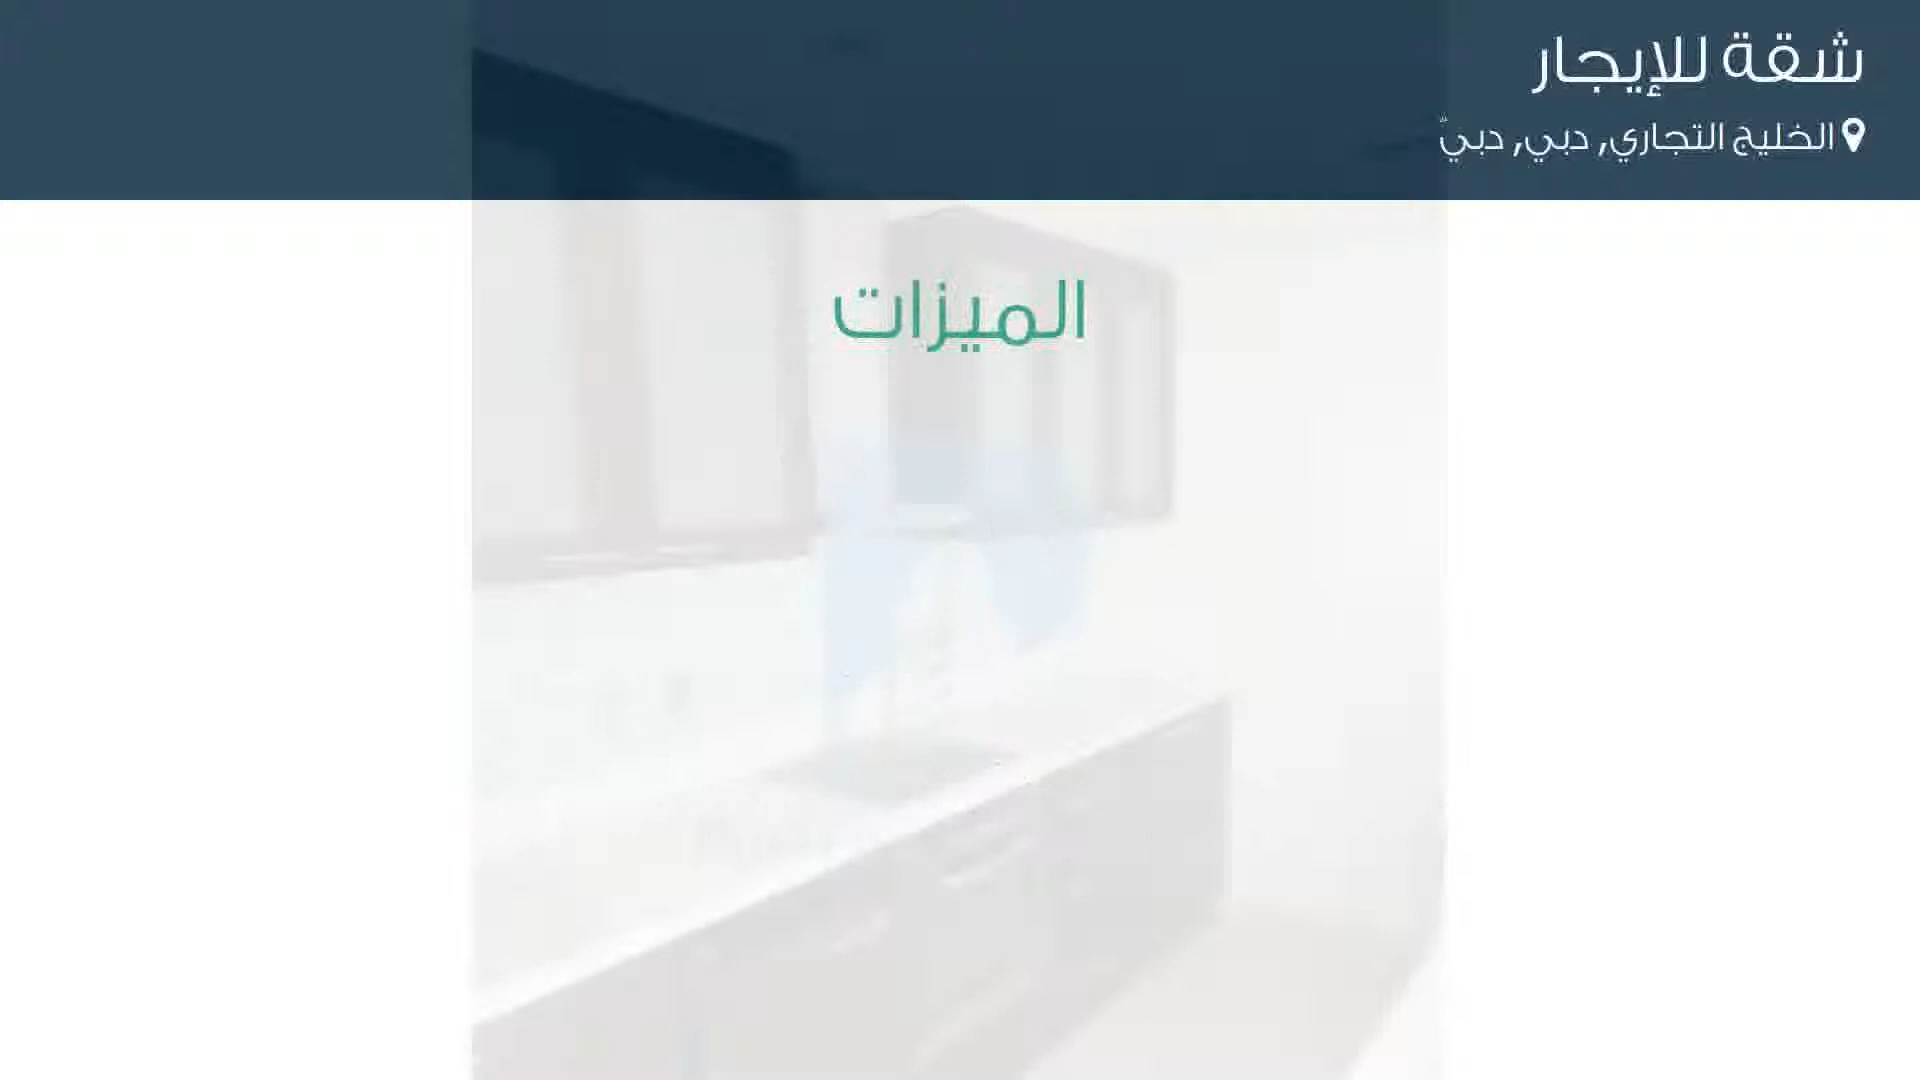 شقة للإيجار
الخليج التجاري, دبي, دبيّ
الميزات